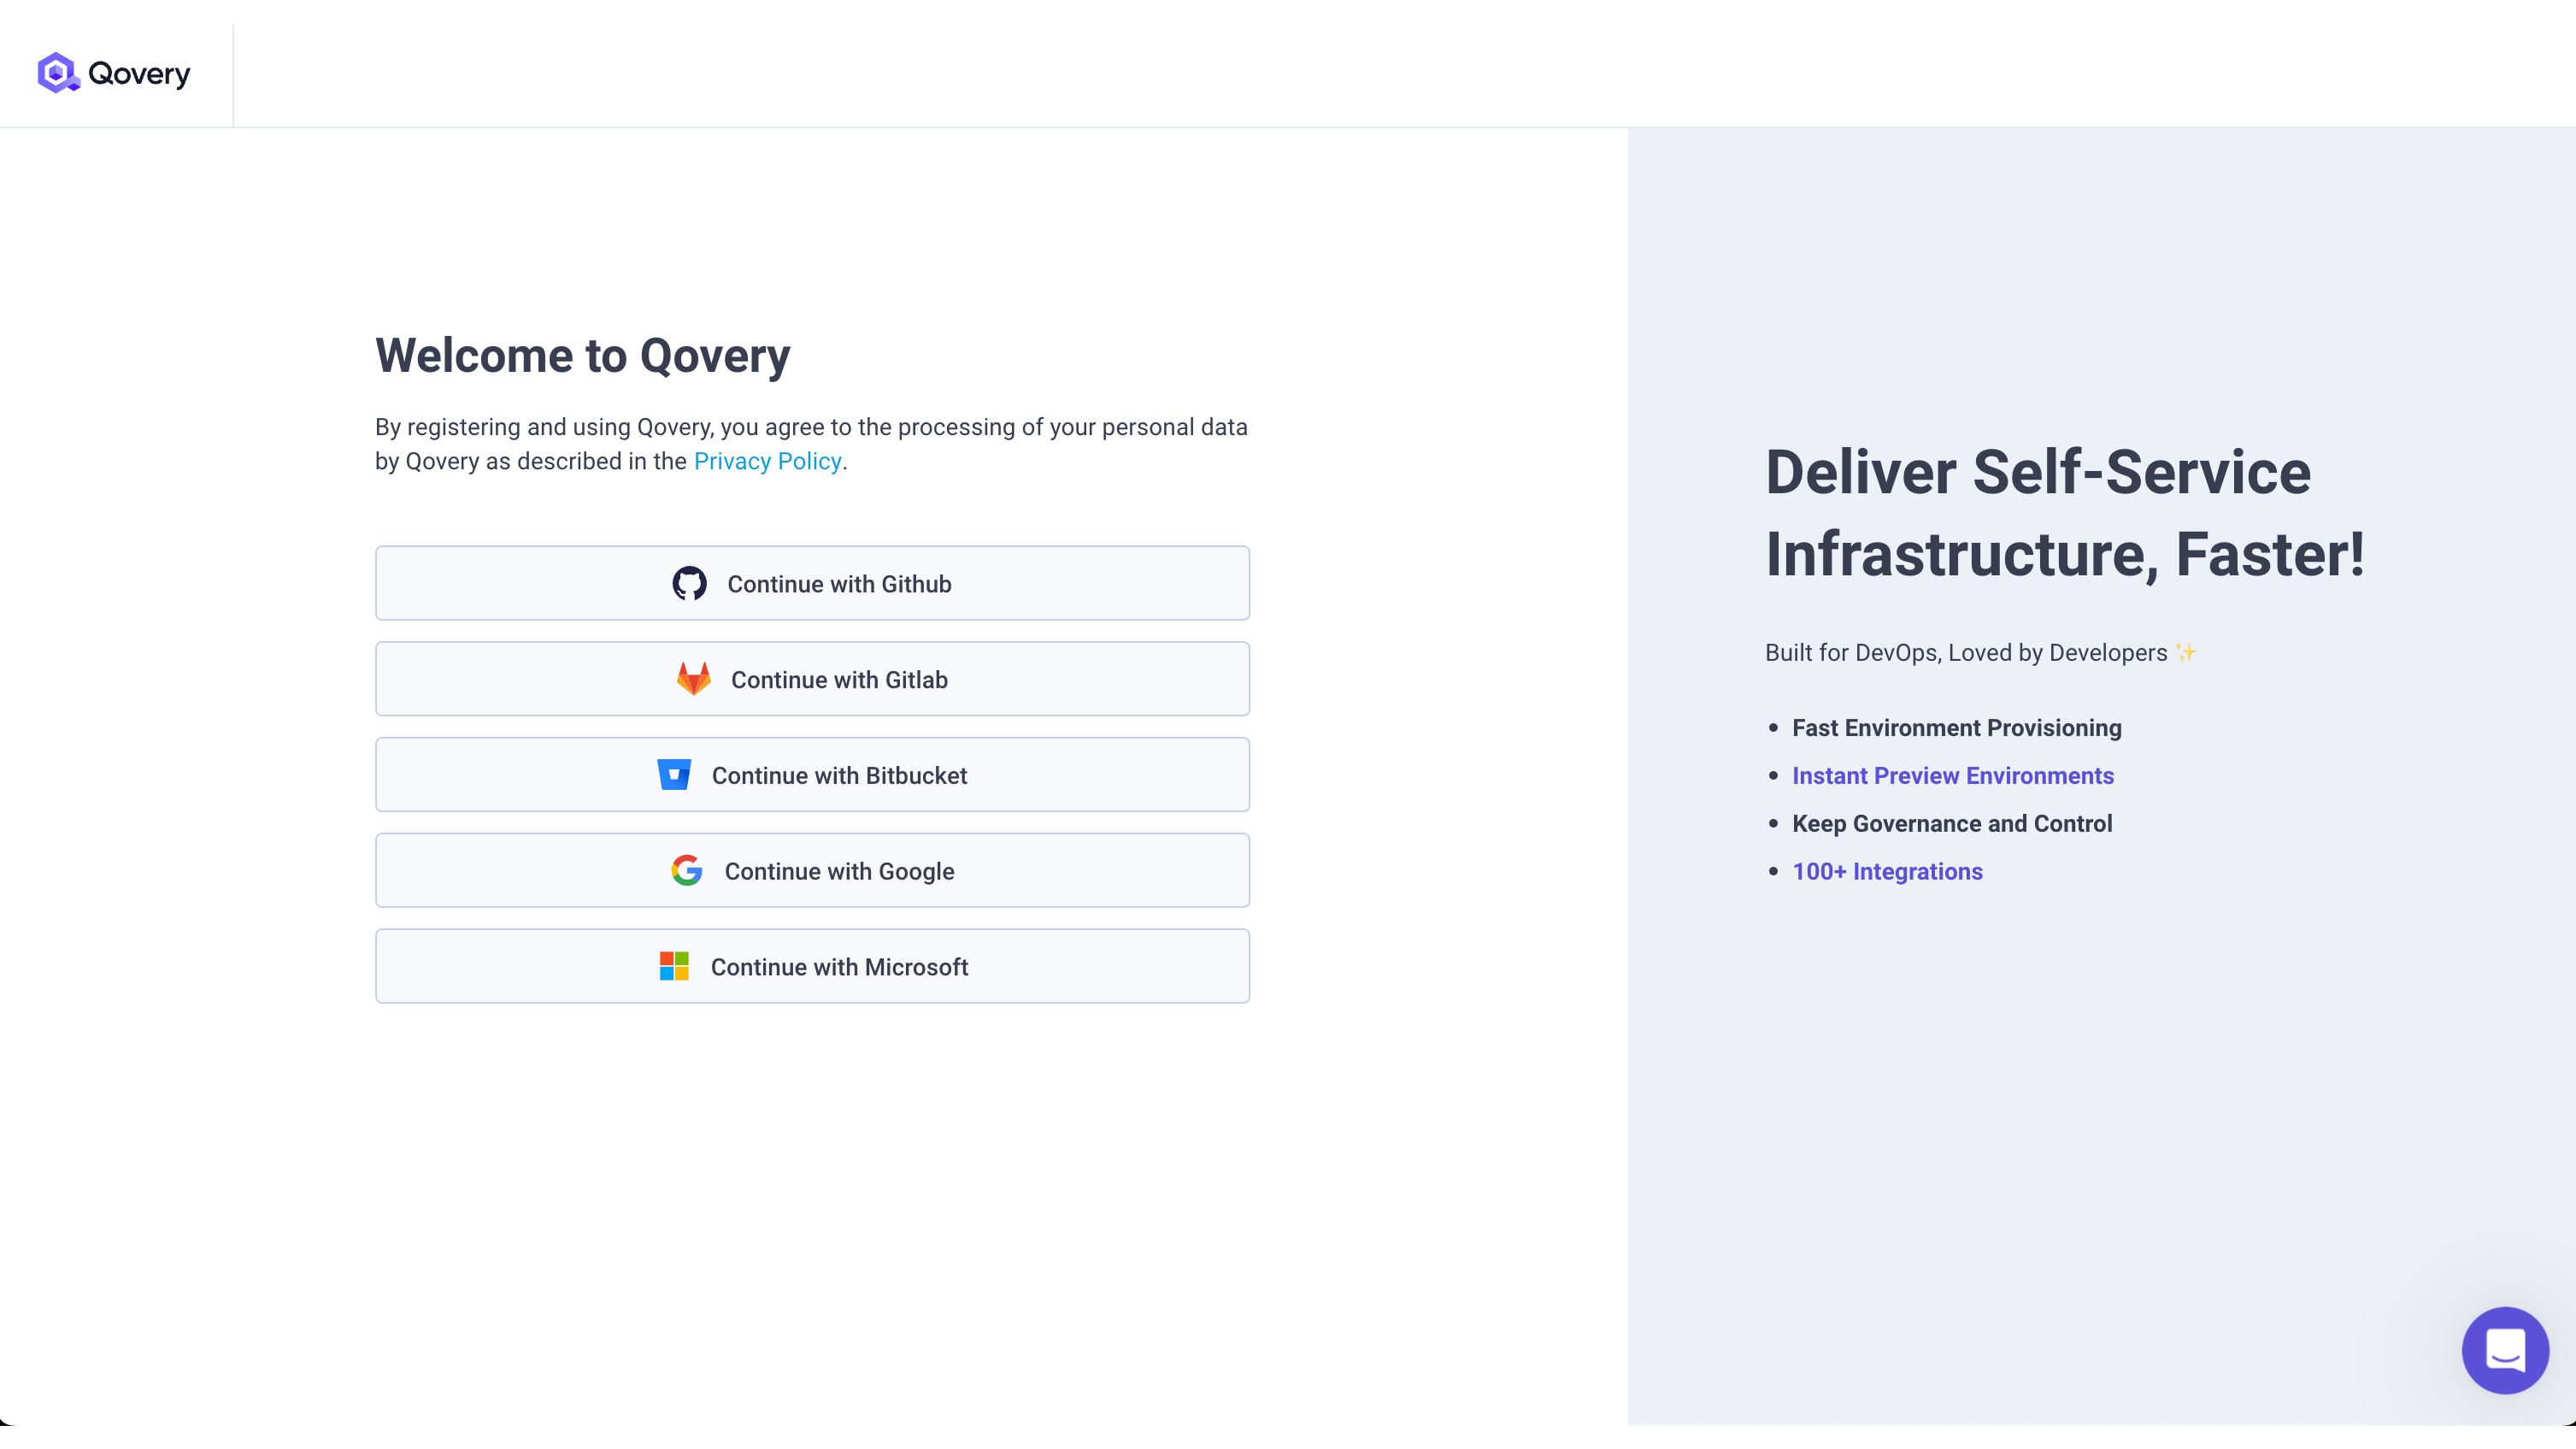 Qovery
Welcome to Qovery
By registering and using Qovery, you agree to the processing of your personal data
by Qovery as described in the Privacy Policy.
Continue with Github
Continue with Gitlab
Continue with Bitbucket
Continue with Google
Continue with Microsoft
Deliver Self-Service
Infrastructure, Faster!
Built for DevOps, Loved by Developers ✨
• Fast Environment Provisioning
• Instant Preview Environments
• Keep Governance and Control
• 100+ Integrations